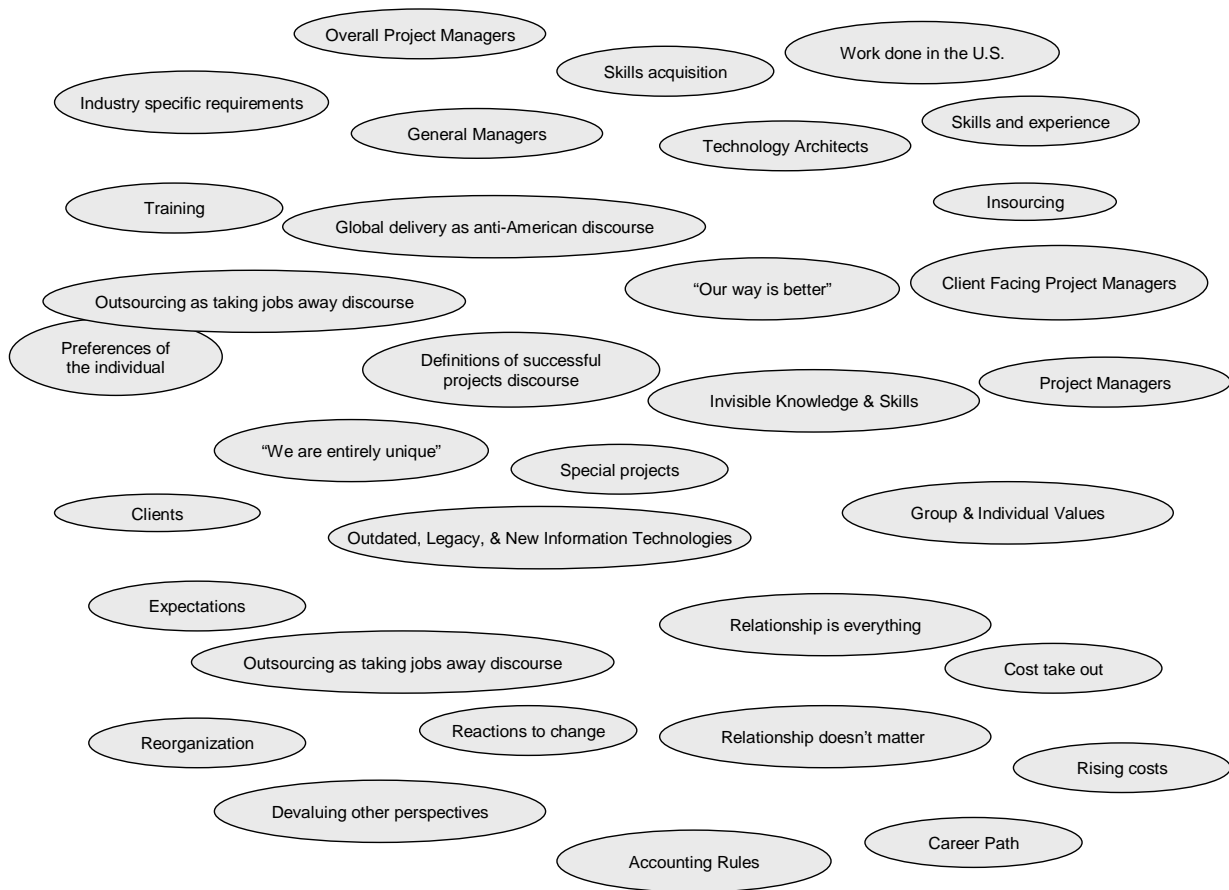 Overall Project Managers
Work done in the U.S.
Skills acquisition
Industry specific requirements
Skills and experience
General Managers
Technology Architects
Training
Insourcing
Global delivery as anti-American discourse
“Our way is better”
Client Facing Project Managers
Outsourcing as taking jobs away discourse
Preferences of
the individual
Definitions of successful
projects discourse
Project Managers
Invisible Knowledge & Skills
“We are entirely unique”
Special projects
Clients
Group & Individual Values
Outdated, Legacy, & New Information Technologies
Expectations
Relationship is everything
Outsourcing as taking jobs away discourse
Cost take out
Reactions to change
Relationship doesn’t matter
Reorganization
Rising costs
Devaluing other perspectives
Career Path
Accounting Rules